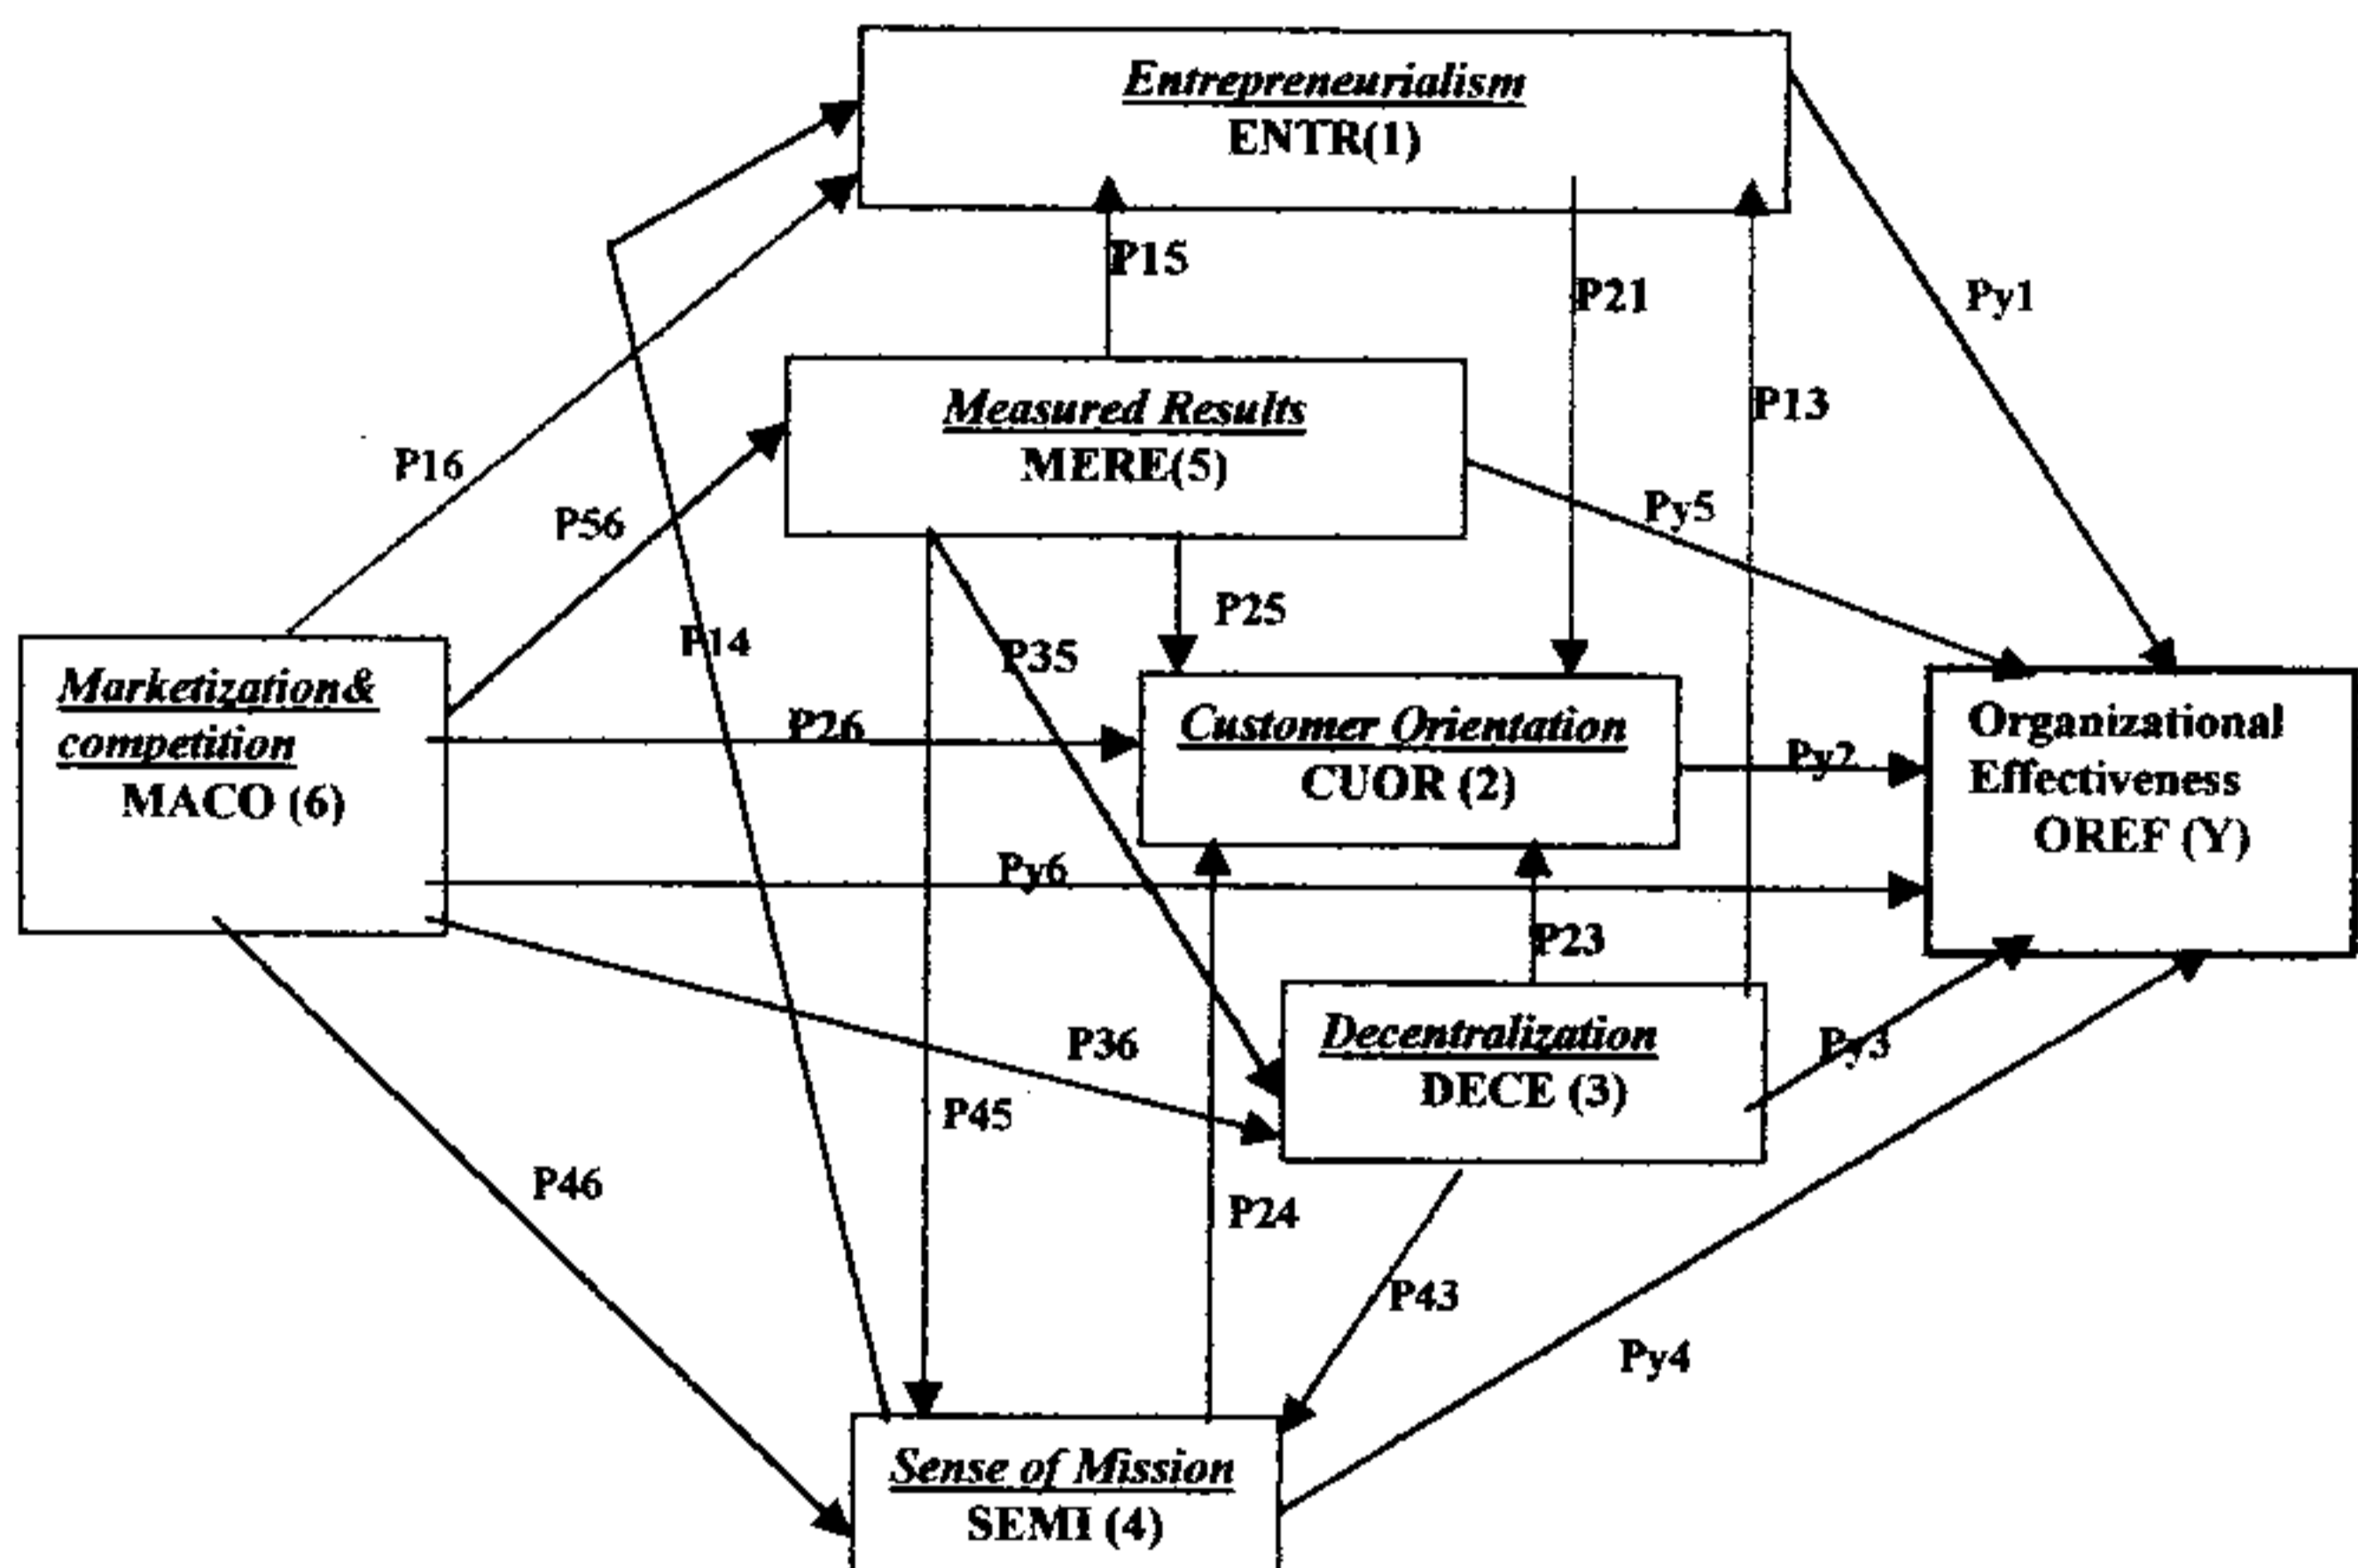 Entrepreneurialism
ENTR(1)
P15
P21
Py1
Measured Results
MERE(5)
P13
P16
P56
Py5
P25
P14
P35
Marketization&
competition
MACO (6)
P26
Customer Orientation
CUOR (2)
Py2
Organizational
Effectiveness
OREF (Y)
Py6
P23
Decentralization
DECE (3)
P36
Py3
P45
P46
P24
P43
Py4
Sense of Mission
SEMI (4)